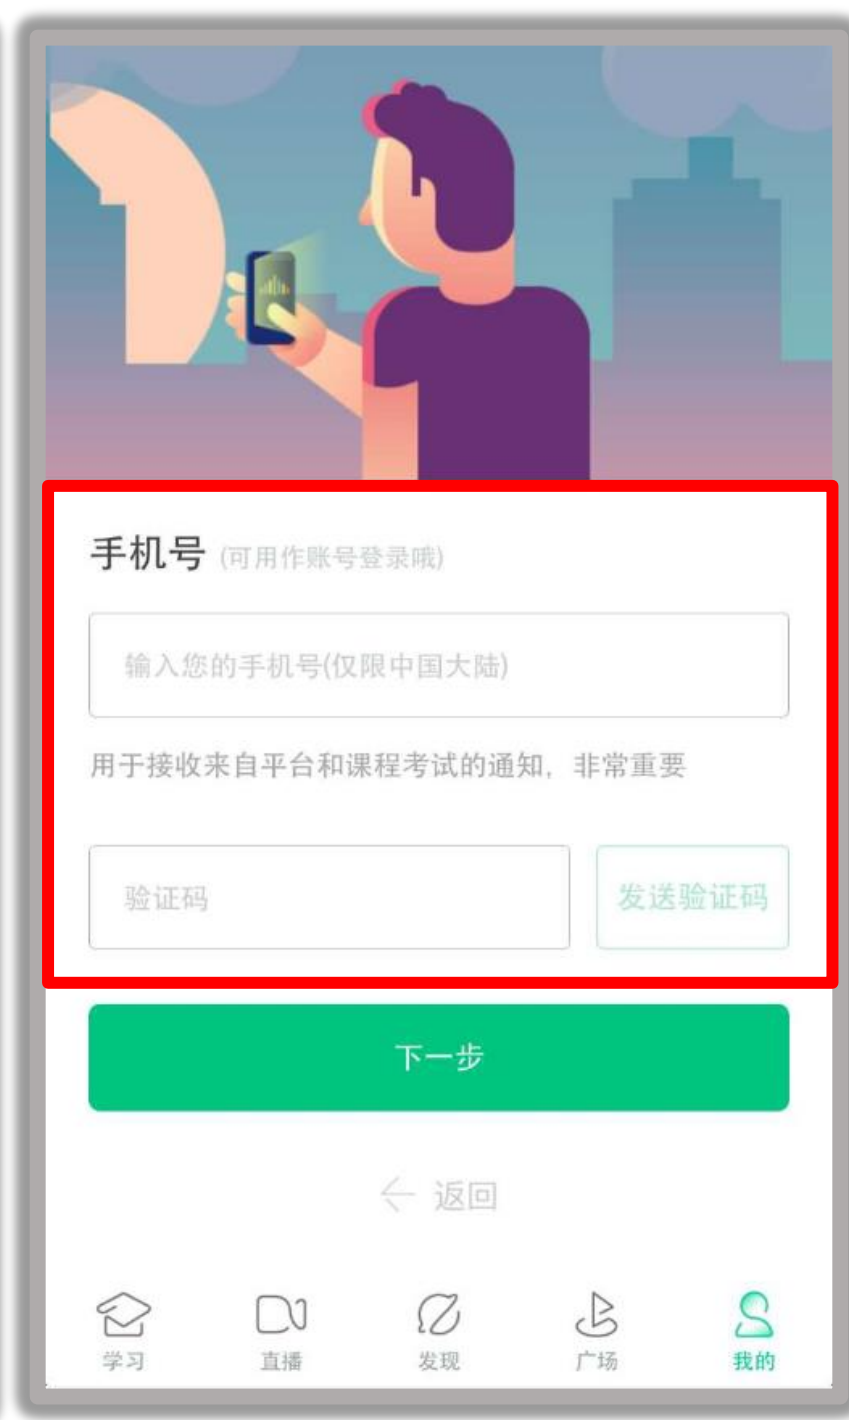 手机号 (可用作账号登录哦)
输入您的手机号(仅限中国大陆)
用于接收来自平台和课程考试的通知，非常重要
验证码 发送验证码
下一步
返回
学习 直播 发现 广场 我的